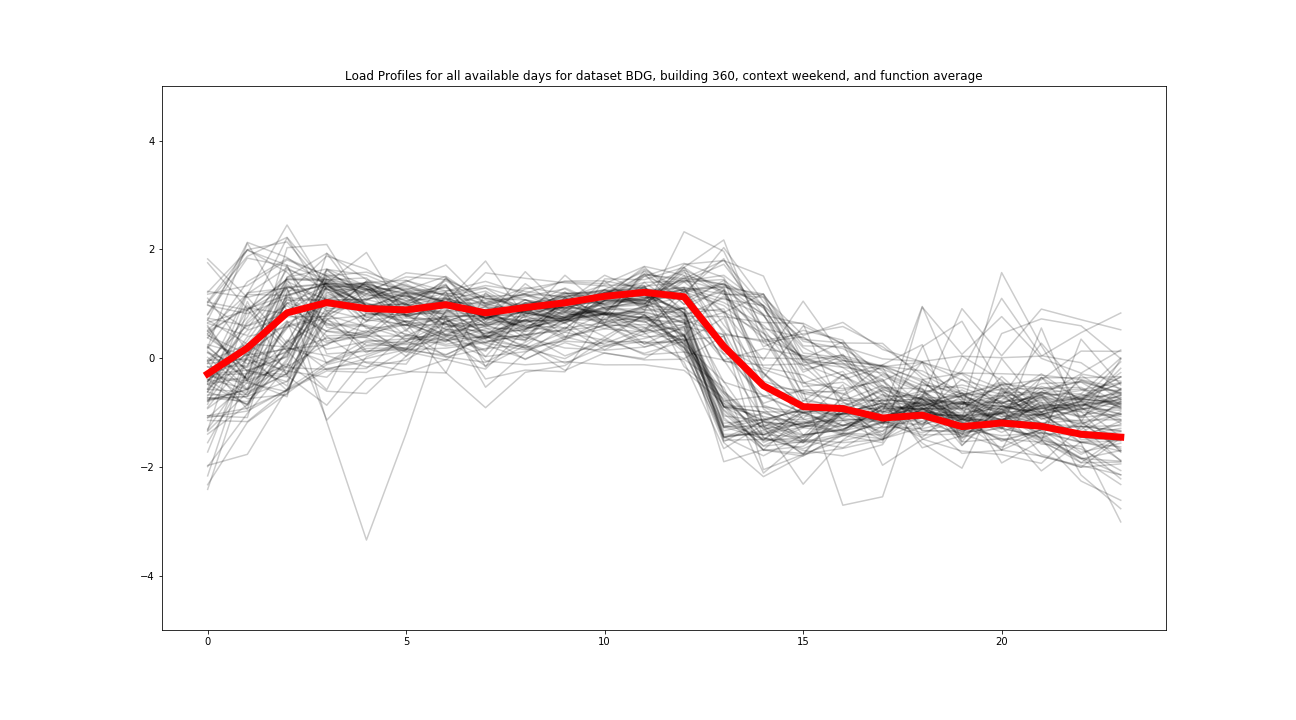 Load Profiles for all available days for dataset BDG, building 360, context weekend, and function average
4
2
0
−2
−4
0 5 10 15 20